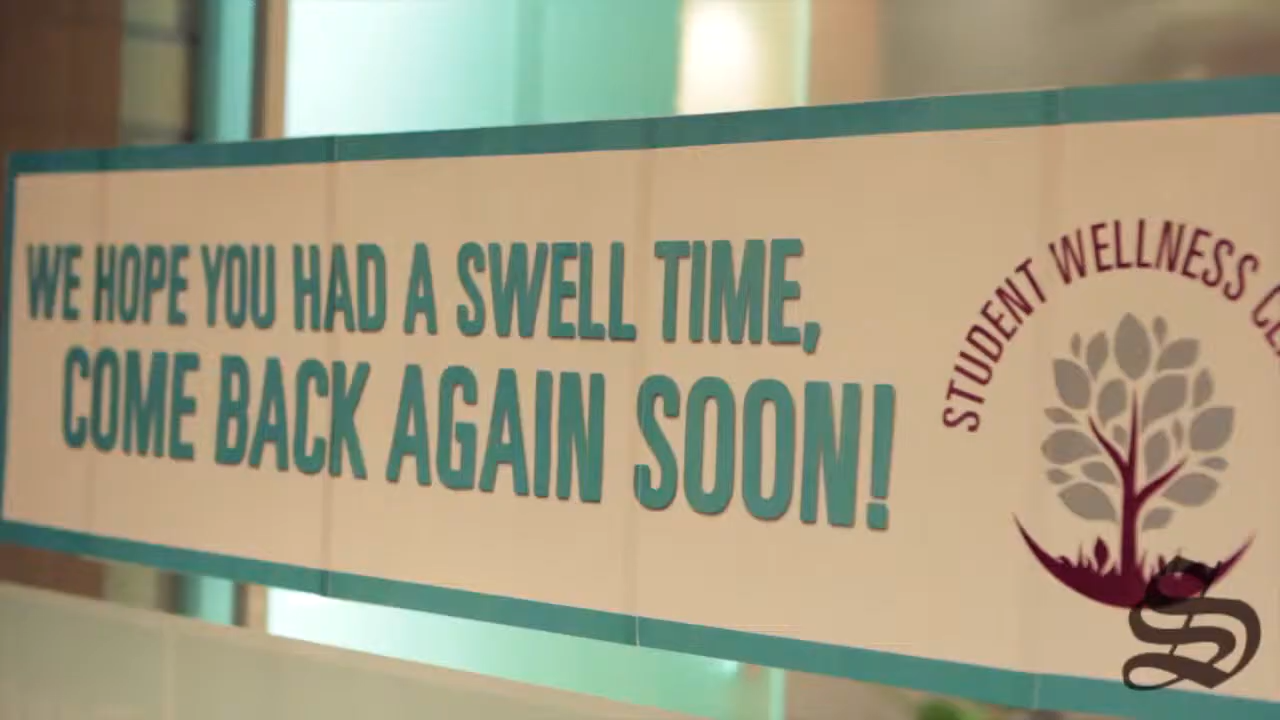 WE HOPE YOU HAD A SWELL TIME,
COME BACK AGAIN SOON!
STUDENT WELLNESS
S